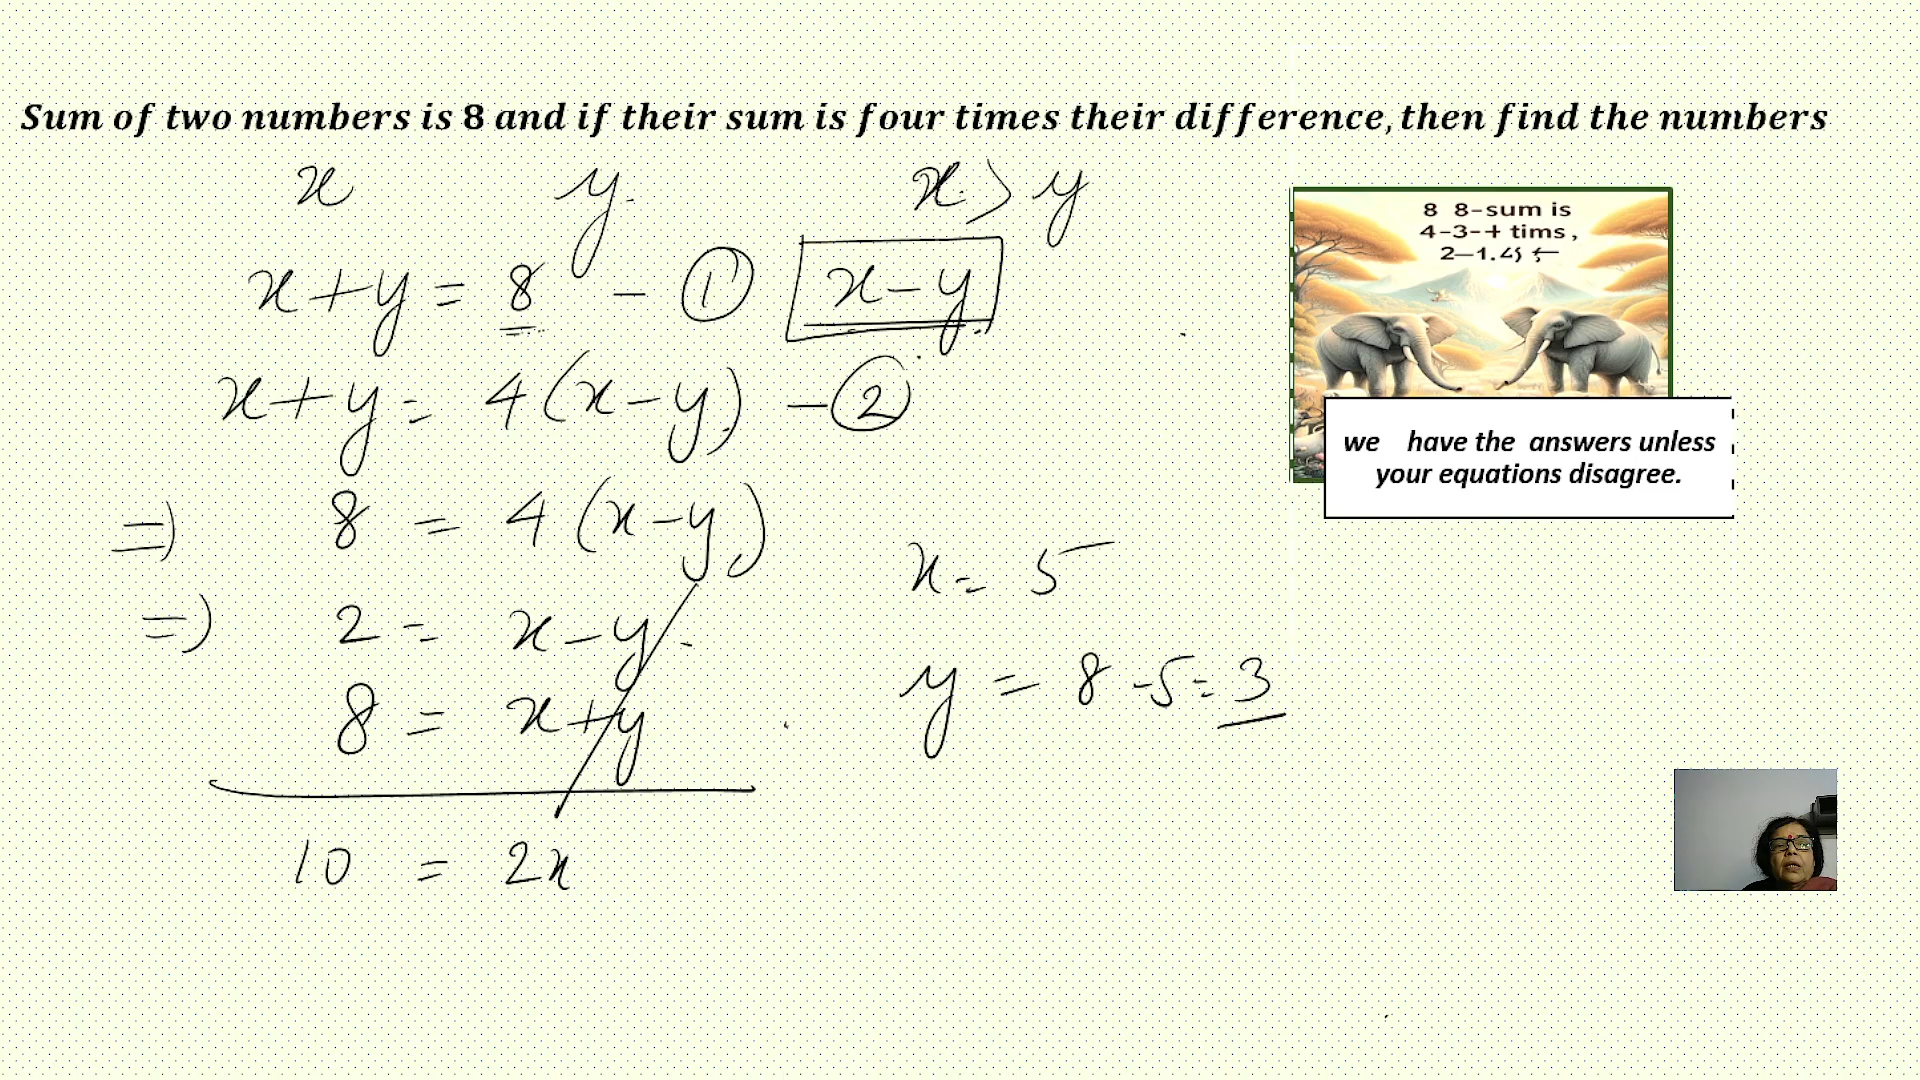 Sum of two numbers is 8 and if their sum is four times their difference, then find the numbers
x y x > y
x + y = 8 - ① x - y
x + y = 4 (x - y) - ②
=) 8 = 4 (x - y)
=) 2 = x - y
8 = x + y
10 = 2x
x = 5
y = 8 - 5 = 3
8 8-sum is
4-3-+ tims,
2-1.
we have the answers unless
your equations disagree.